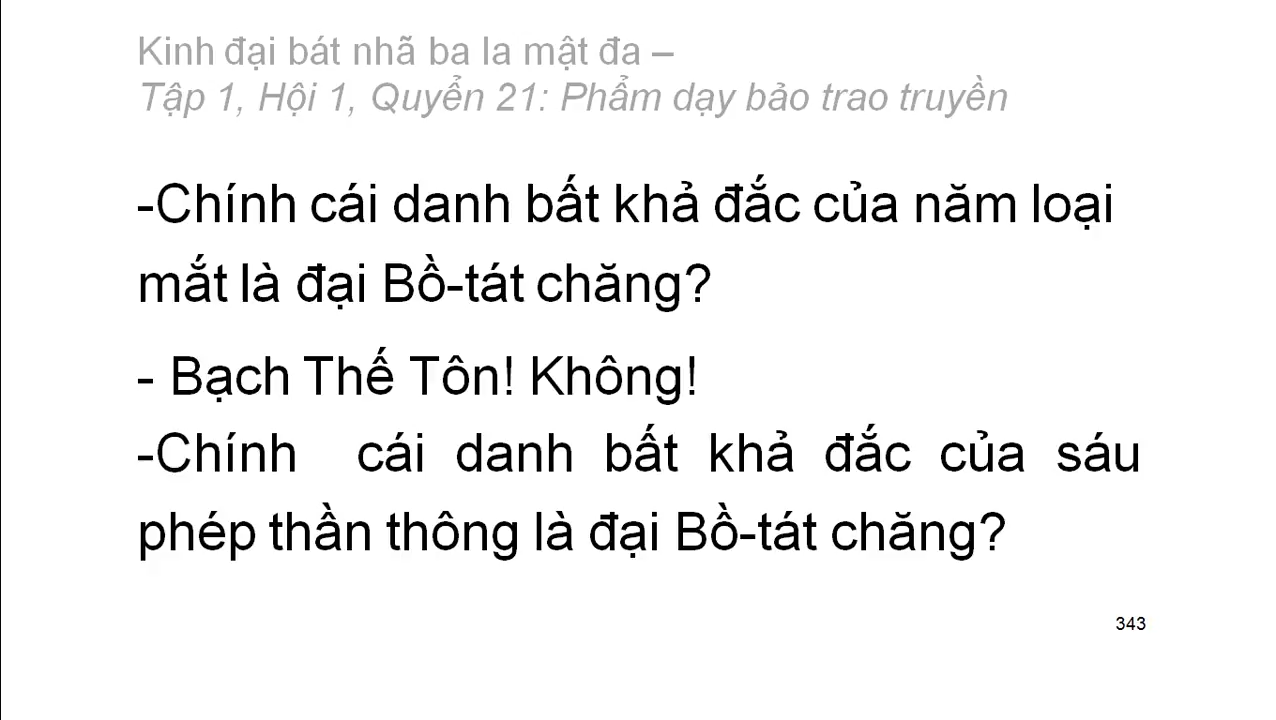 Kinh đại bát nhã ba la mật đa –
Tập 1, Hội 1, Quyển 21: Phẩm dạy bảo trao truyền
-Chính cái danh bất khả đắc của năm loại
mắt là đại Bồ-tát chăng?
- Bạch Thế Tôn! Không!
-Chính cái danh bất khả đắc của sáu
phép thần thông là đại Bồ-tát chăng?
343